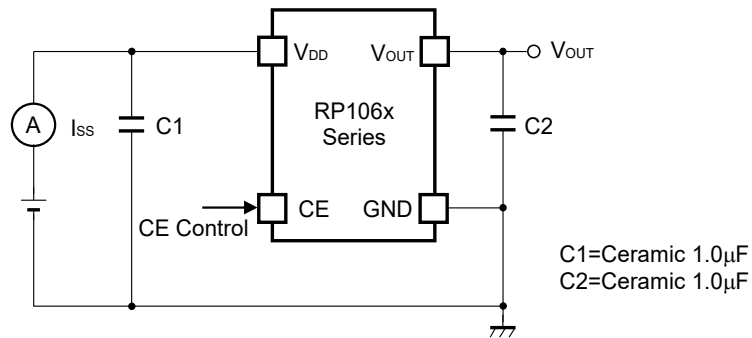 VDD
VOUT
VOUT
RP106x
Series
A
ISS
C1
C2
CE
GND
CE Control
C1=Ceramic 1.0μF
C2=Ceramic 1.0μF